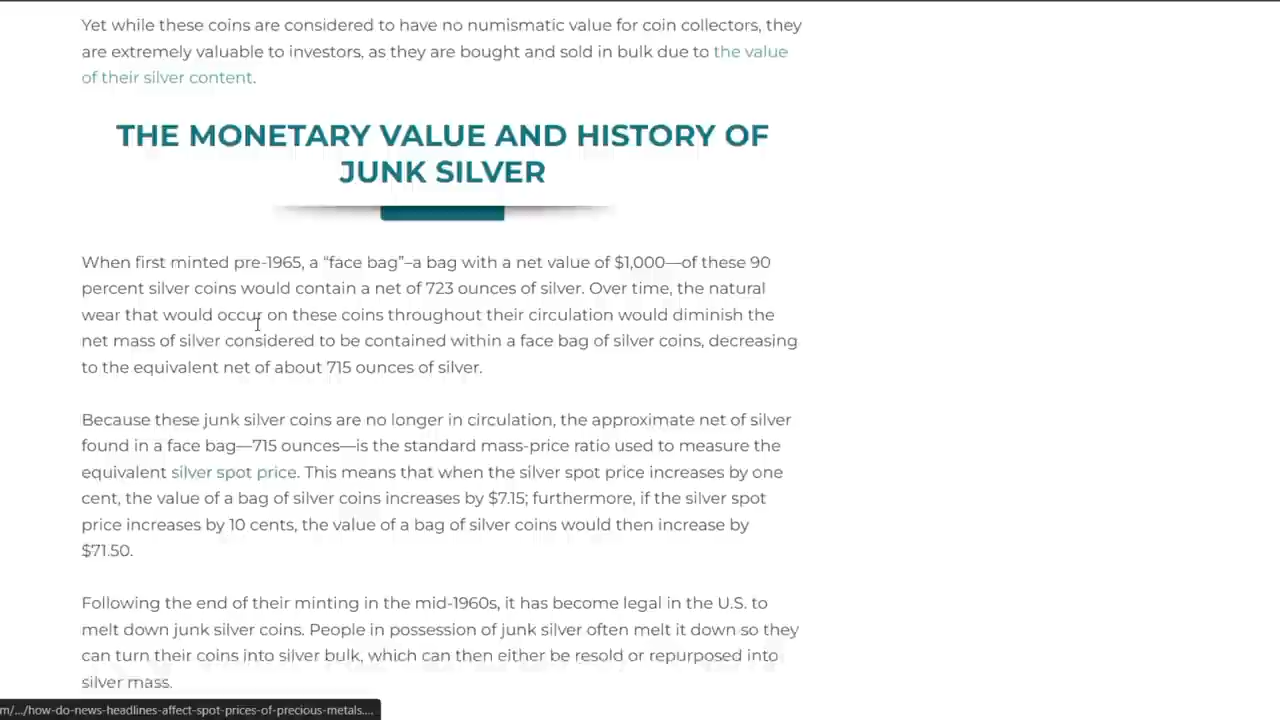 Yet while these coins are considered to have no numismatic value for coin collectors, they
are extremely valuable to investors, as they are bought and sold in bulk due to the value
of their silver content.
THE MONETARY VALUE AND HISTORY OF
JUNK SILVER
When first minted pre-1965, a “face bag”–a bag with a net value of $1,000—of these 90
percent silver coins would contain a net of 723 ounces of silver. Over time, the natural
wear that would occur on these coins throughout their circulation would diminish the
net mass of silver considered to be contained within a face bag of silver coins, decreasing
to the equivalent net of about 715 ounces of silver.
Because these junk silver coins are no longer in circulation, the approximate net of silver
found in a face bag—715 ounces—is the standard mass-price ratio used to measure the
equivalent silver spot price. This means that when the silver spot price increases by one
cent, the value of a bag of silver coins increases by $7.15; furthermore, if the silver spot
price increases by 10 cents, the value of a bag of silver coins would then increase by
$71.50.
Following the end of their minting in the mid-1960s, it has become legal in the U.S. to
melt down junk silver coins. People in possession of junk silver often melt it down so they
can turn their coins into silver bulk, which can then either be resold or repurposed into
silver mass.
m/.../how-do-news-headlines-affect-spot-prices-of-precious-metals....